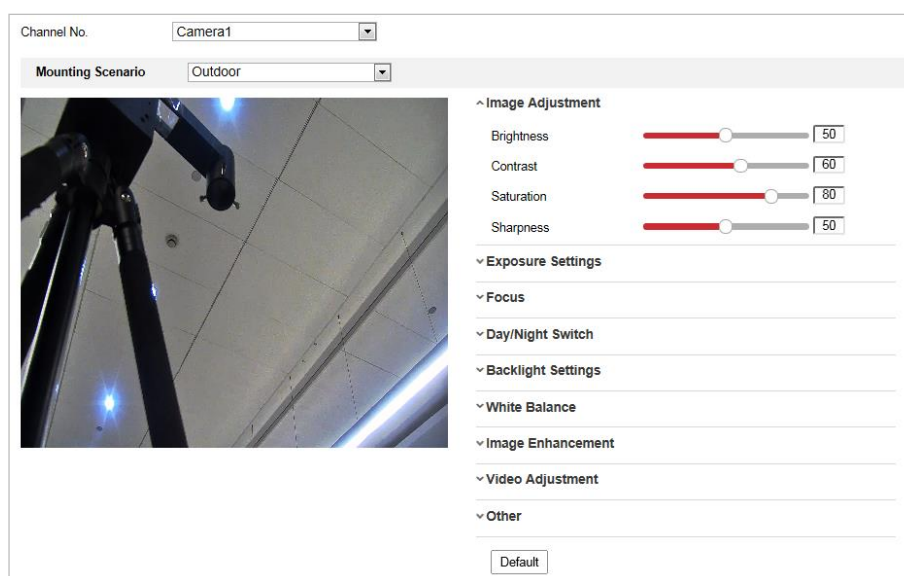 Channel No. Camera1
Mounting Scenario Outdoor
Image Adjustment
Brightness 50
Contrast 60
Saturation 80
Sharpness 50
Exposure Settings
Focus
Day/Night Switch
Backlight Settings
White Balance
Image Enhancement
Video Adjustment
Other
Default